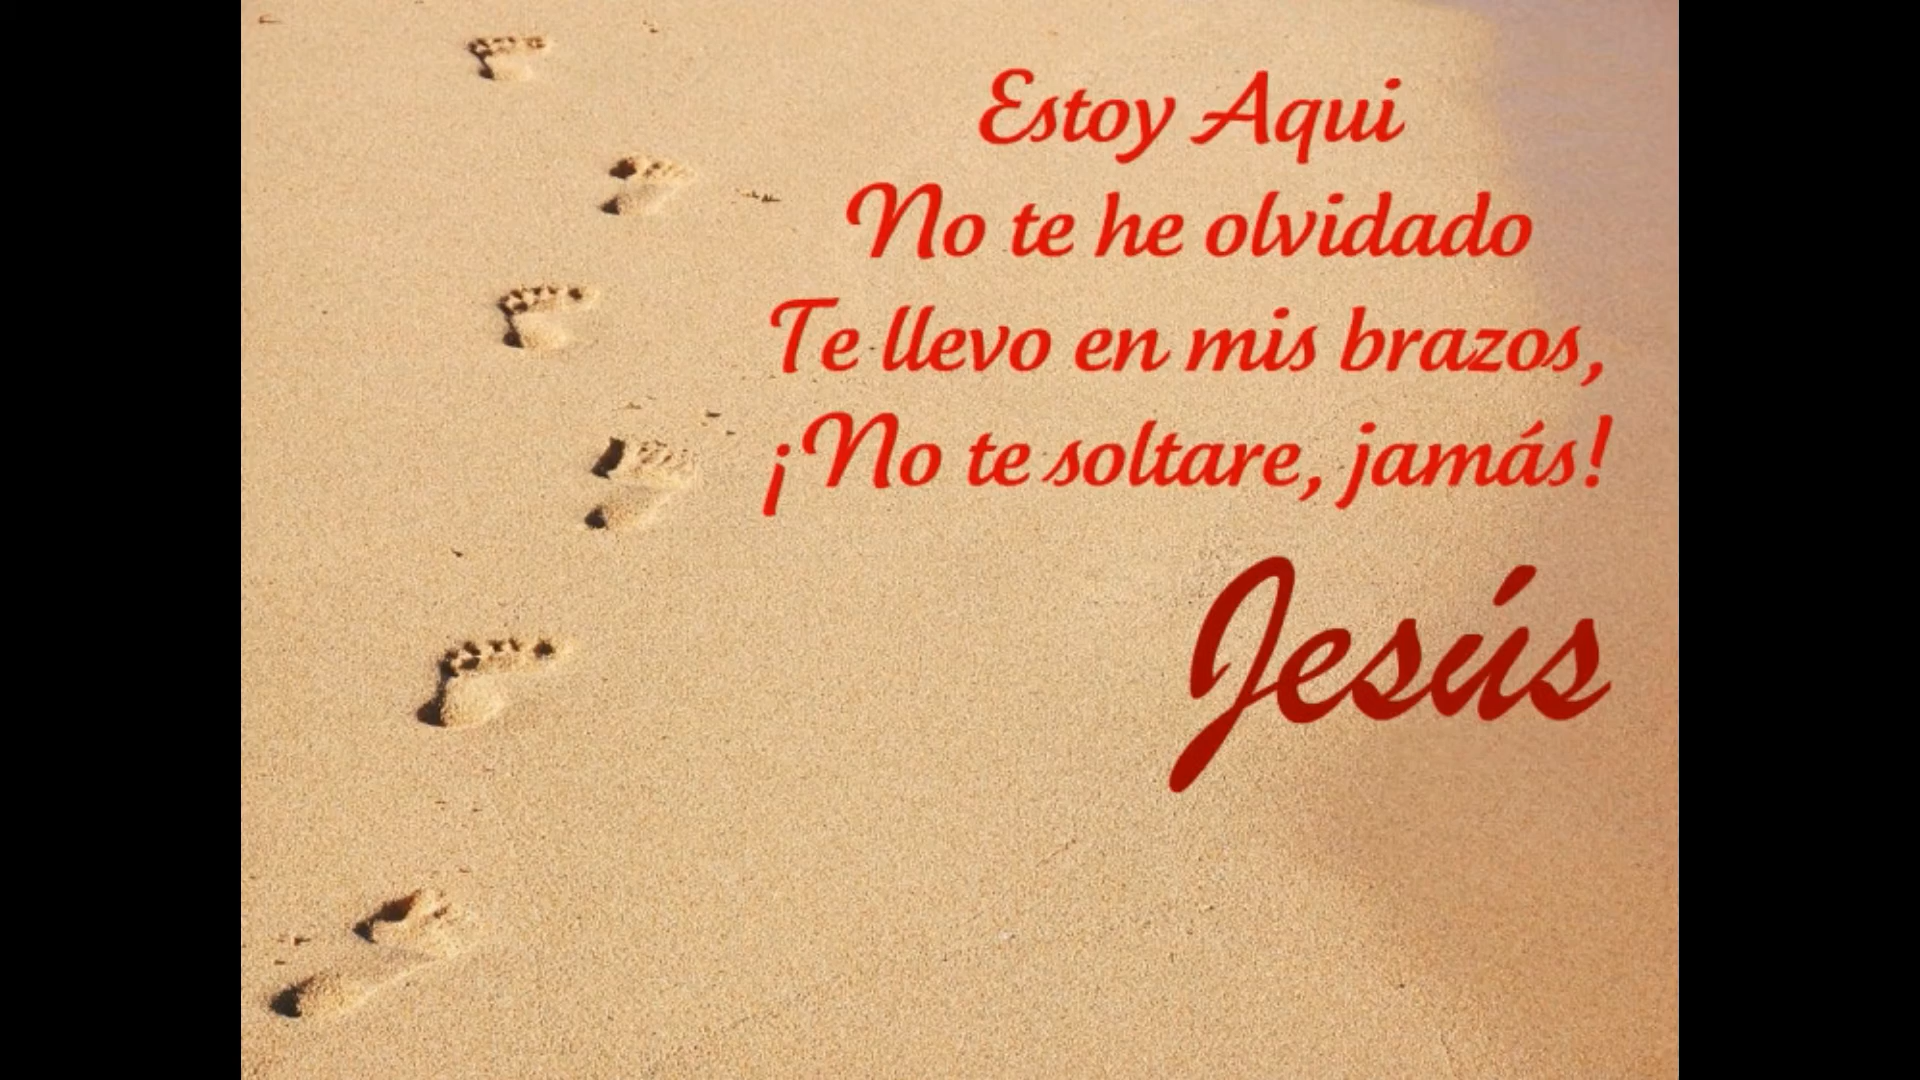 Estoy Aqui
No te he olvidado
Te llevo en mis brazos,
¡No te soltare, jamás!
Jesús